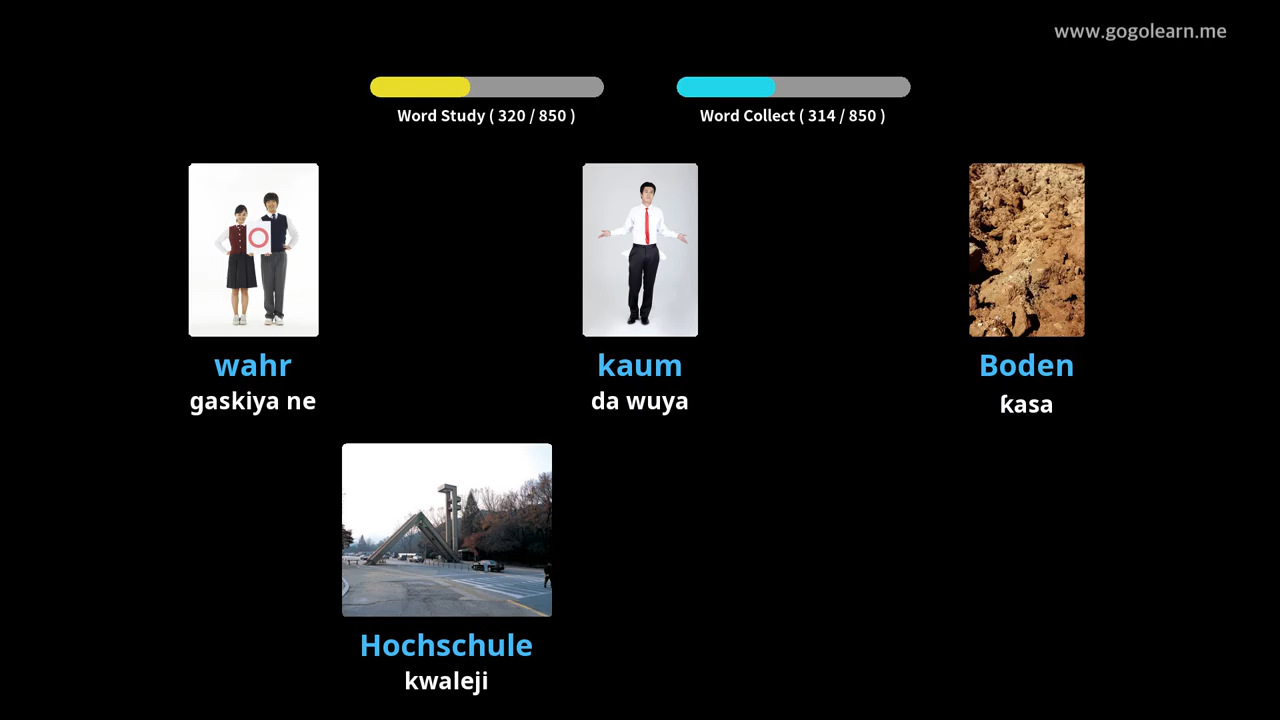 www.gogolearn.me
Word Study ( 320 / 850 )
Word Collect ( 314 / 850 )
wahr
gaskiya ne
kaum
da wuya
Boden
ƙasa
Hochschule
kwaleji